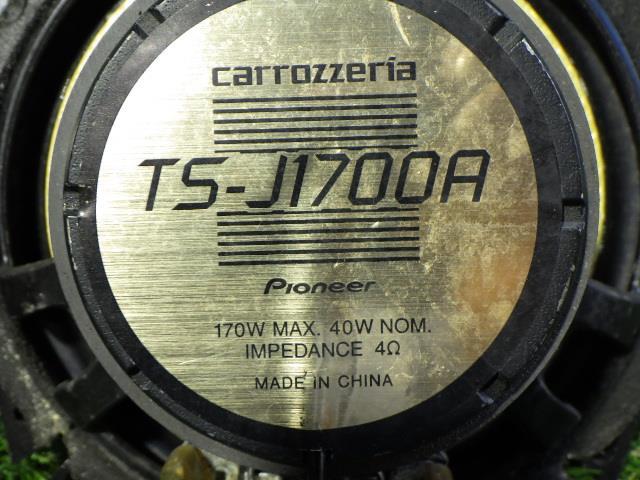 carrozzeria
TS-J1700A
Pioneer
170W MAX. 40W NOM.
IMPEDANCE 4Ω
MADE IN CHINA